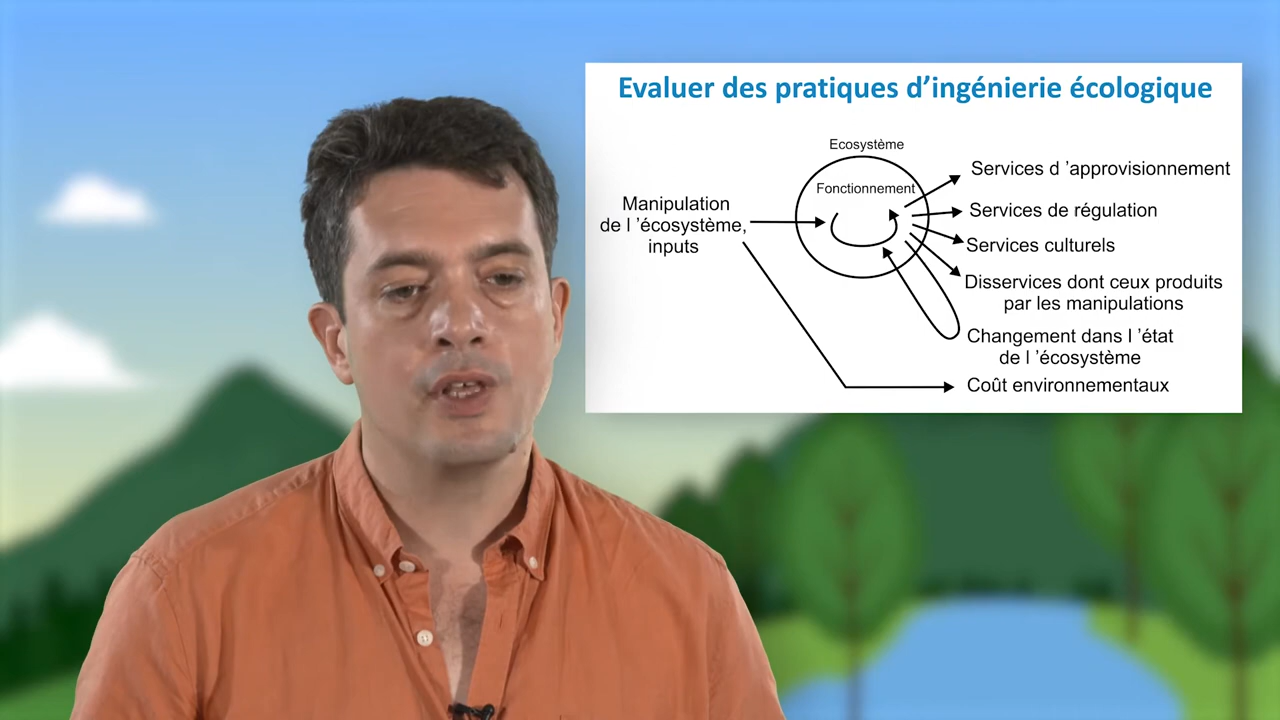 Evaluer des pratiques d’ingénierie écologique
Ecosystème
Fonctionnement
Manipulation
de l ’écosystème,
inputs
Services d ’approvisionnement
Services de régulation
Services culturels
Disservices dont ceux produits
par les manipulations
Changement dans l ’état
de l ’écosystème
Coût environnementaux